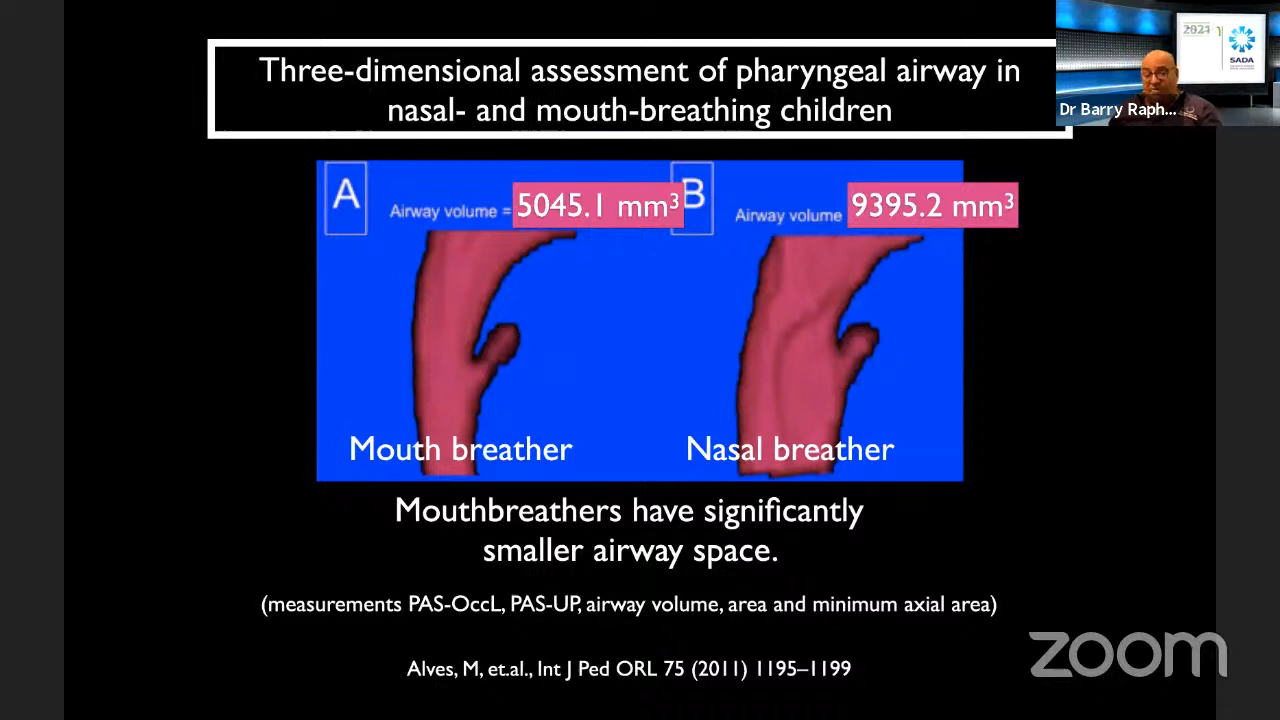 Three-dimensional assessment of pharyngeal airway in
nasal- and mouth-breathing children
2021
SADA
Dr Barry Raph...
A
Airway volume = 5045.1 mm³
B
Airway volume 9395.2 mm³
Mouth breather
Nasal breather
Mouthbreathers have significantly
smaller airway space.
(measurements PAS-OccL, PAS-UP, airway volume, area and minimum axial area)
Alves, M, et.al., Int J Ped ORL 75 (2011) 1195–1199
zoom